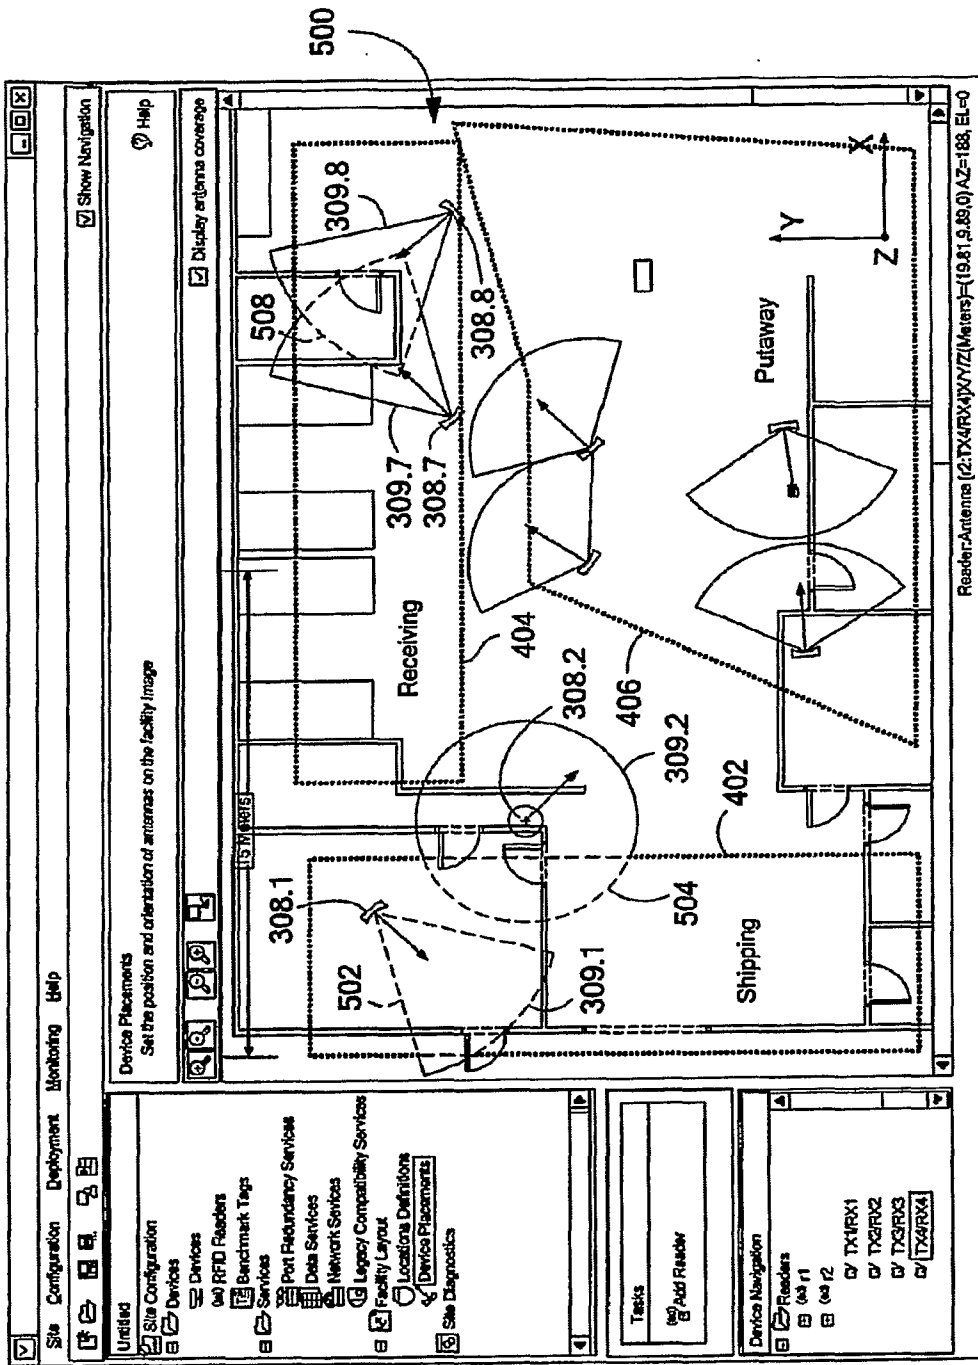 Site Configuration Deployment Monitoring Help
Show Navigation
Untitled
Site Configuration
Devices
Devices
RFID Readers
Benchmark Tags
Services
Port Redundancy Services
Data Services
Network Sevices
Legacy Compatibility Services
Facility Layout
Locations Definitions
Device Placements
Site Diagnostics
Tasks
Add Reader
Device Navigation
Readers
r1
r2
TX1/RX1
TX2/RX2
TX3/RX3
TX4/RX4
Device Placements
Set the position and orientation of antennas on the facility image
Help
Display antenna coverage
15 Meters
308.1
502
309.1
Shipping
504
402
309.2
308.2
406
Receiving
404
309.7
308.7
508
309.8
308.8
Putaway
Y
X
Z
500
Reader:Antenna (r2:TX4/RX4)X/Y/Z(Meters)=(19.81,9.89,0) AZ=188, EL=0